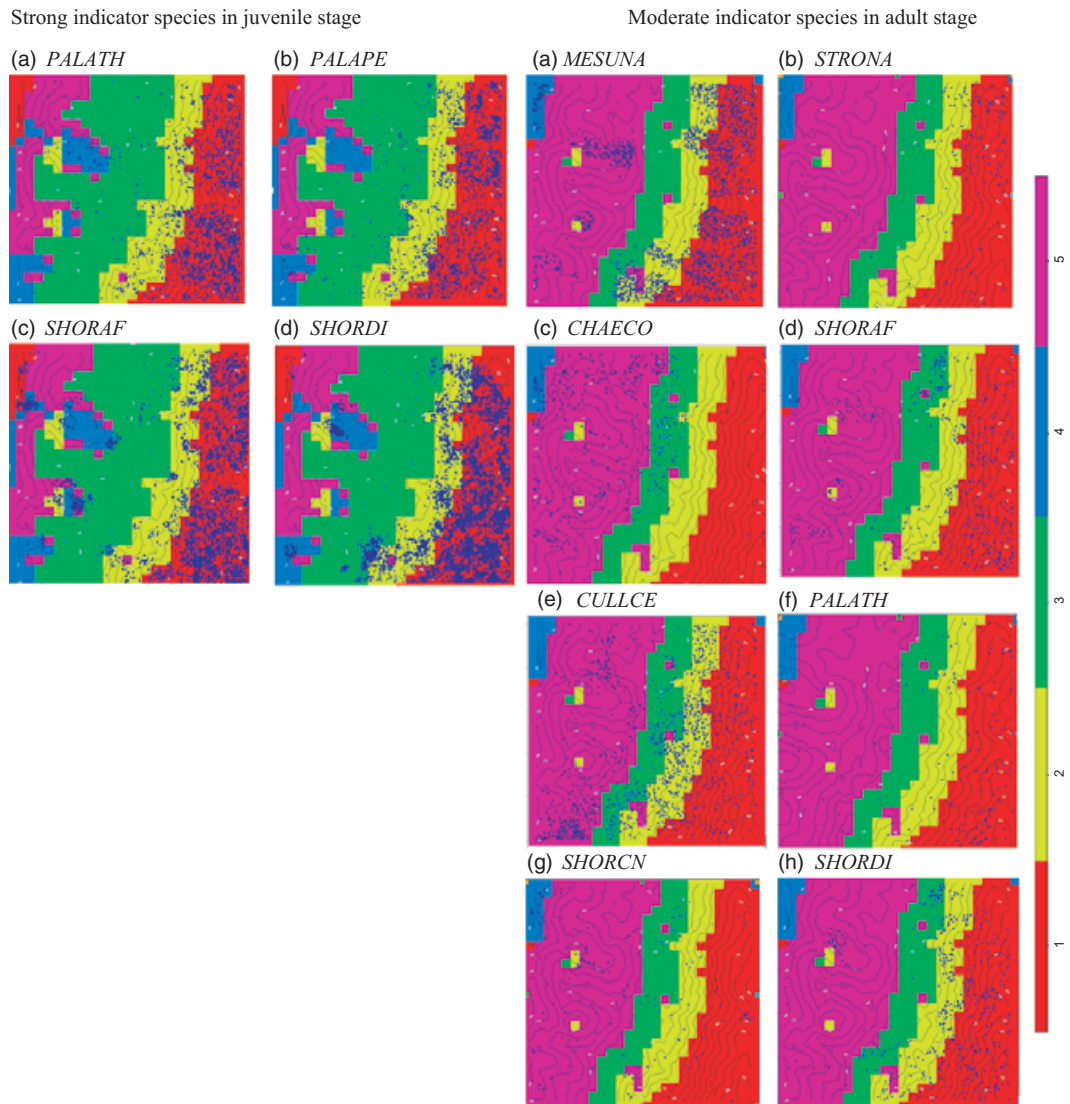 Strong indicator species in juvenile stage
Moderate indicator species in adult stage
(a) PALATH
(b) PALAPE
(a) MESUNA
(b) STRONA
(c) SHORAF
(d) SHORDI
(c) CHAECO
(d) SHORAF
(e) CULLCE
(f) PALATH
(g) SHORCN
(h) SHORDI
5
4
3
2
1